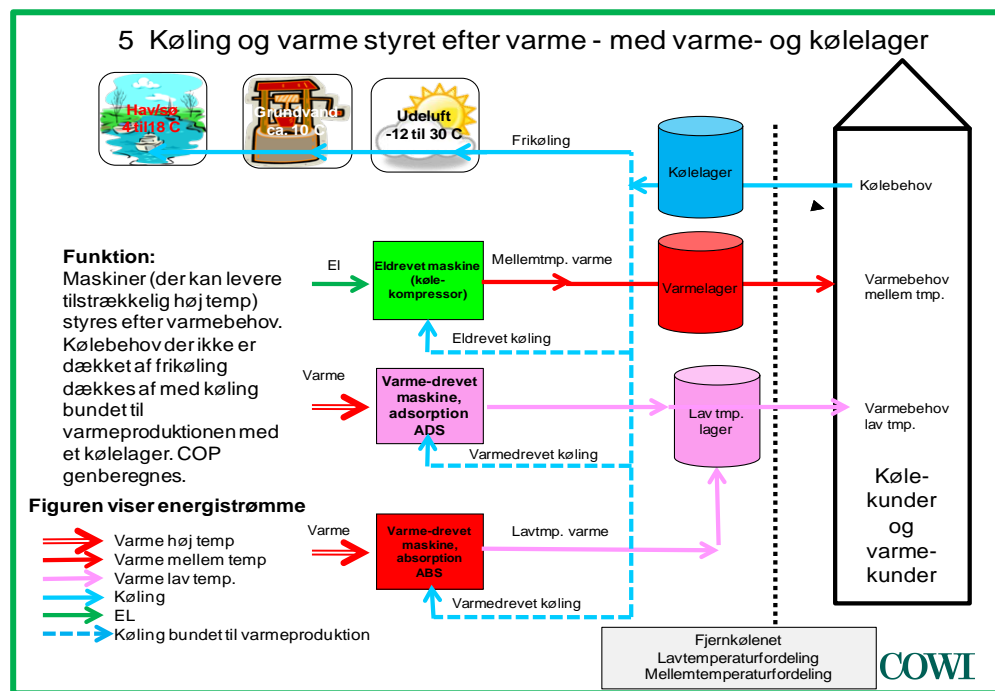 5 Køling og varme styret efter varme - med varme- og kølelager
Hav/sø
4 til 18 C
Grundvand
ca. 10 C
Udeluft
-12 til 30 C
Frikøling
Kølelager
Kølebehov
Funktion:
Maskiner (der kan levere
tilstrækkelig høj temp)
styres efter varmebehov.
Kølebehov der ikke er
dækket af frikøling
dækkes af med køling
bundet til
varmeproduktionen med
et kølelager. COP
genberegnes.
El
Eldrevet maskine
(køle-
kompressor)
Mellemtmp. varme
Varmelager
Varmebehov
mellem tmp.
Eldrevet køling
Varme
Varme-drevet
maskine,
adsorption
ADS
Lav tmp.
lager
Varmebehov
lav tmp.
Varmedrevet køling
Figuren viser energistrømme
Varme høj temp
Varme mellem temp
Varme lav temp.
Køling
EL
Køling bundet til varmeproduktion
Varme
Varme-drevet
maskine,
absorption
ABS
Lavtmp. varme
Varmedrevet køling
Køle-
kunder
og
varme-
kunder
Fjernkølenet
Lavtemperaturfordeling
Mellemtemperaturfordeling
COWI